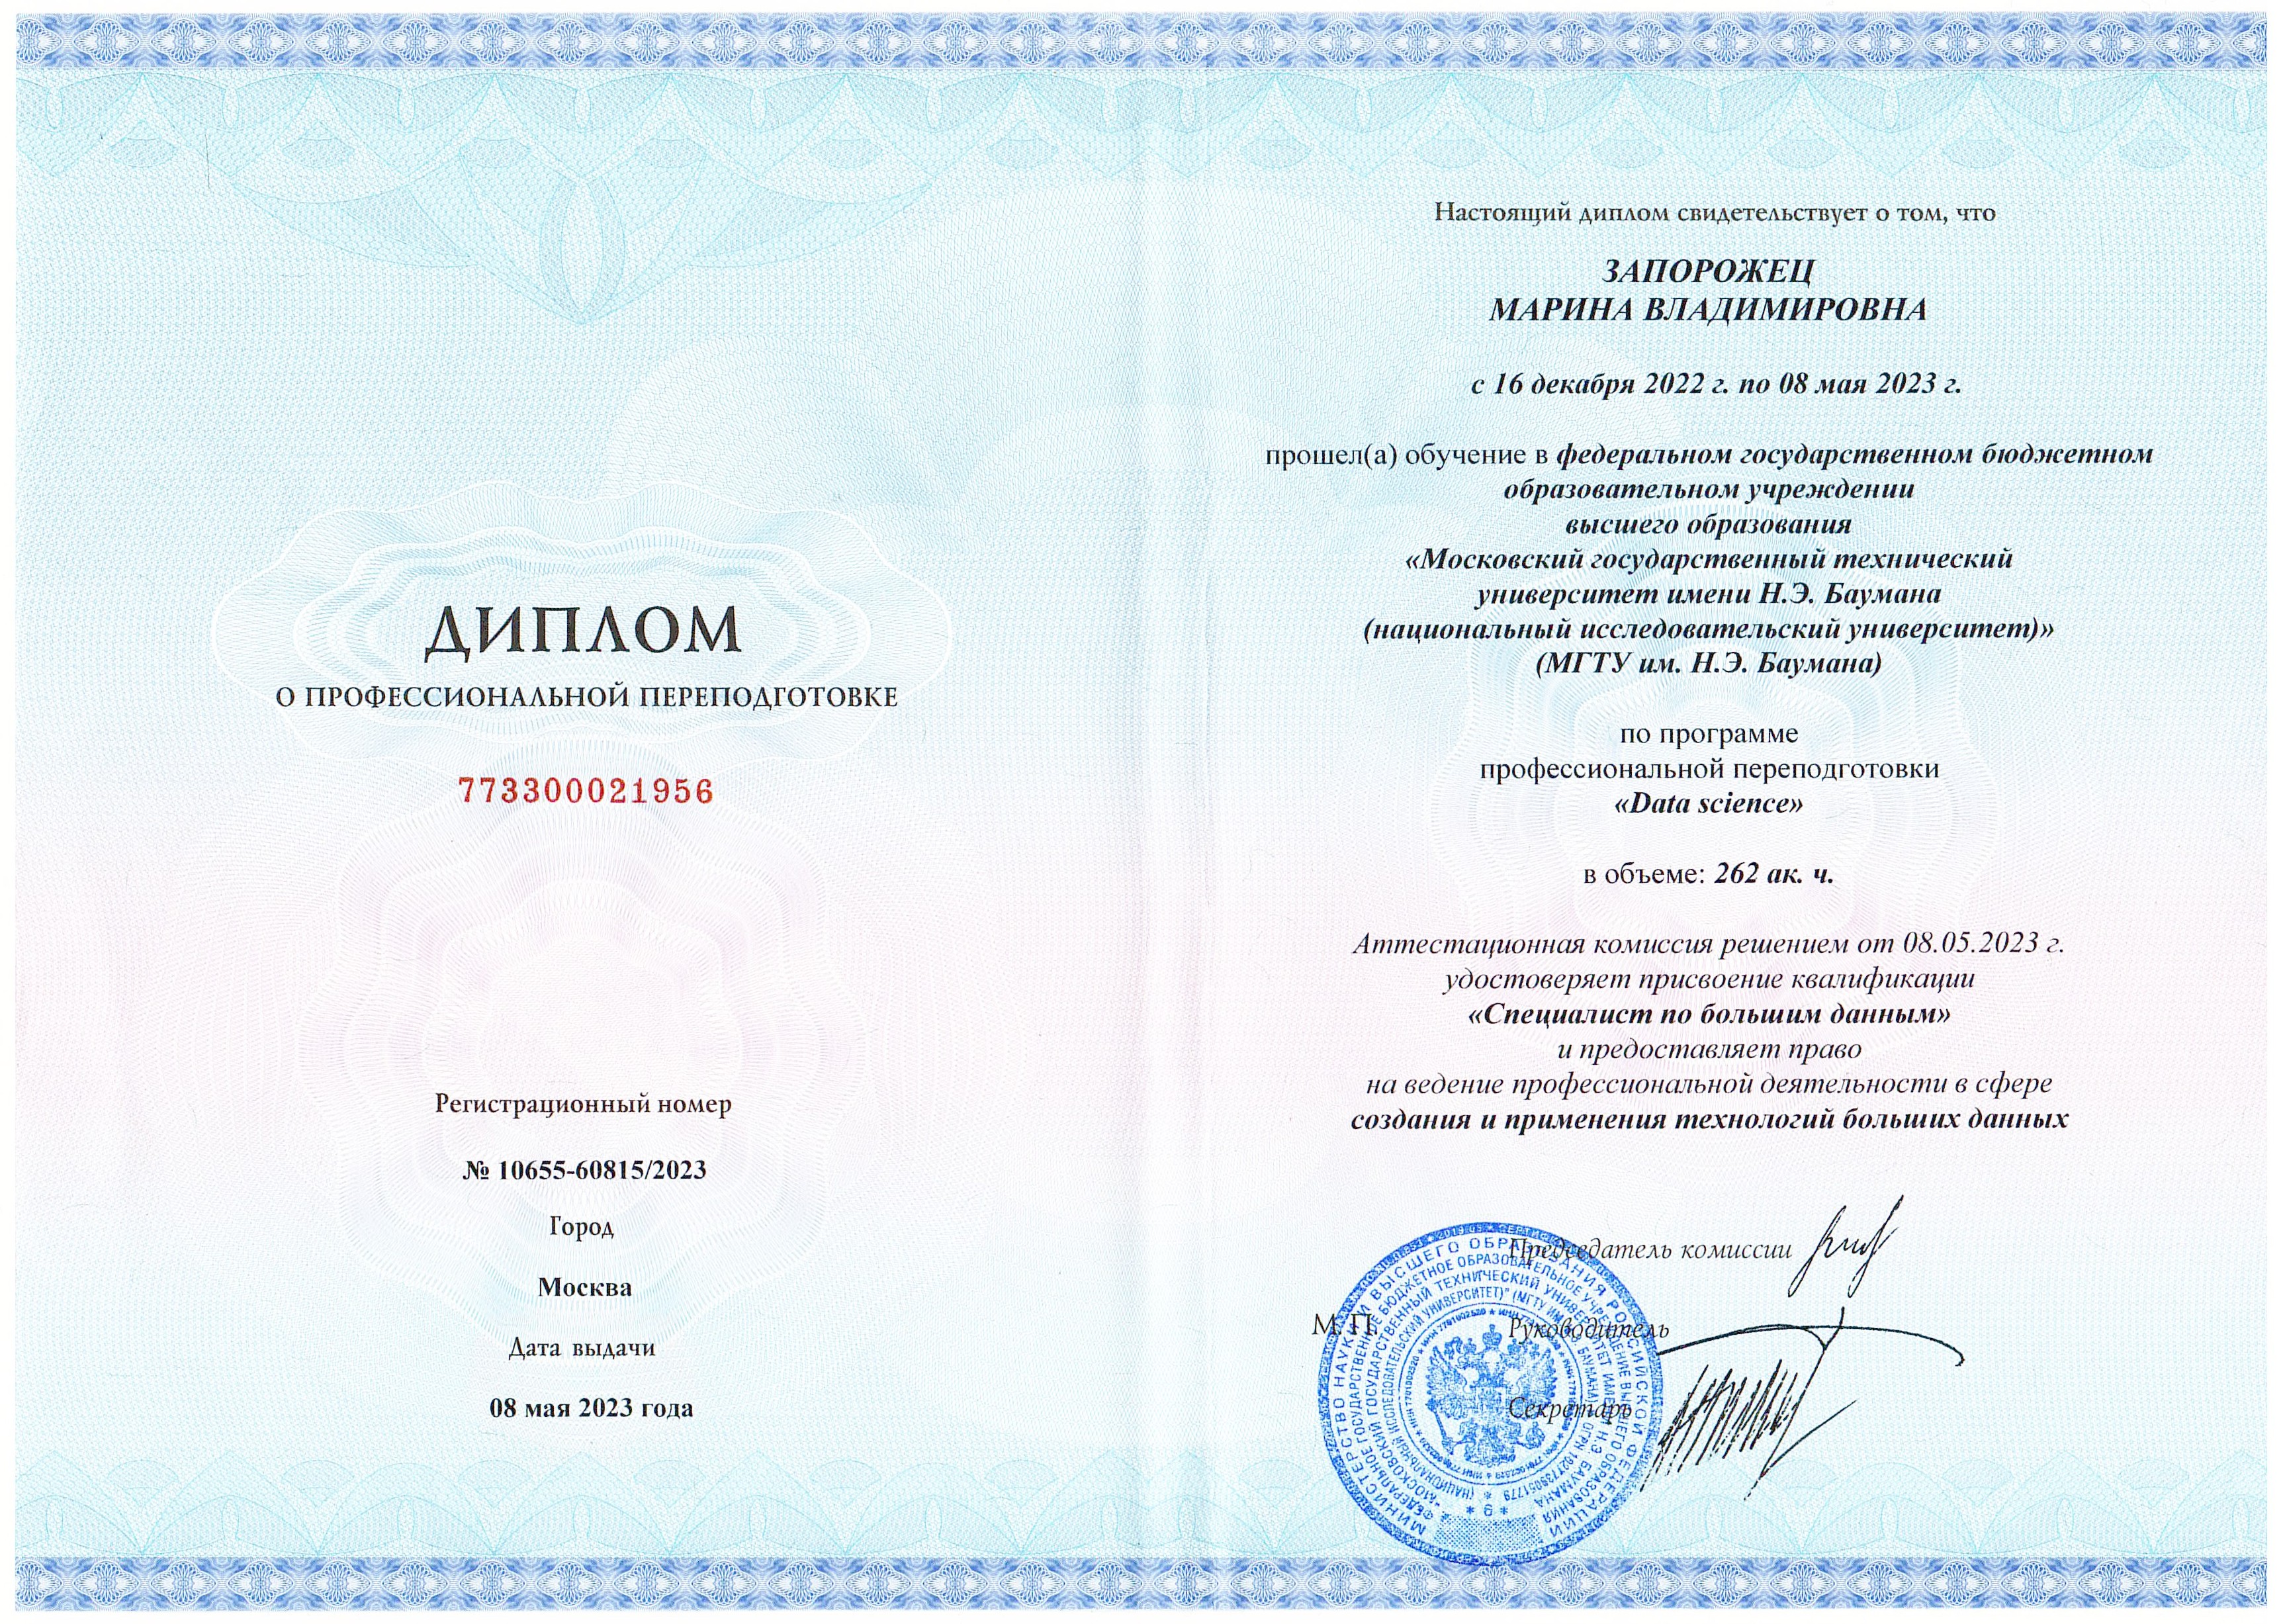 ДИПЛОМ
О ПРОФЕССИОНАЛЬНОЙ ПЕРЕПОДГОТОВКЕ
773300021956
Регистрационный номер
№ 10655-60815/2023
Город
Москва
Дата выдачи
08 мая 2023 года
Настоящий диплом свидетельствует о том, что
ЗАПОРОЖЕЦ
МАРИНА ВЛАДИМИРОВНА
с 16 декабря 2022 г. по 08 мая 2023 г.
прошел(а) обучение в федеральном государственном бюджетном
образовательном учреждении
высшего образования
«Московский государственный технический
университет имени Н.Э. Баумана
(национальный исследовательский университет)»
(МГТУ им. Н.Э. Баумана)
по программе
профессиональной переподготовки
«Data science»
в объеме: 262 ак. ч.
Аттестационная комиссия решением от 08.05.2023 г.
удостоверяет присвоение квалификации
«Специалист по большим данным»
и предоставляет право
на ведение профессиональной деятельности в сфере
создания и применения технологий больших данных
Председатель комиссии
М.П.
Руководитель
Секретарь
МИНИСТЕРСТВО НАУКИ И ВЫСШЕГО ОБРАЗОВАНИЯ РОССИЙСКОЙ ФЕДЕРАЦИИ
ФЕДЕРАЛЬНОЕ ГОСУДАРСТВЕННОЕ БЮДЖЕТНОЕ ОБРАЗОВАТЕЛЬНОЕ УЧРЕЖДЕНИЕ ВЫСШЕГО ОБРАЗОВАНИЯ
"МОСКОВСКИЙ ГОСУДАРСТВЕННЫЙ ТЕХНИЧЕСКИЙ УНИВЕРСИТЕТ ИМЕНИ Н.Э. БАУМАНА
(НАЦИОНАЛЬНЫЙ ИССЛЕДОВАТЕЛЬСКИЙ УНИВЕРСИТЕТ)" (МГТУ ИМ. Н.Э. БАУМАНА) ОГРН 1027739051779